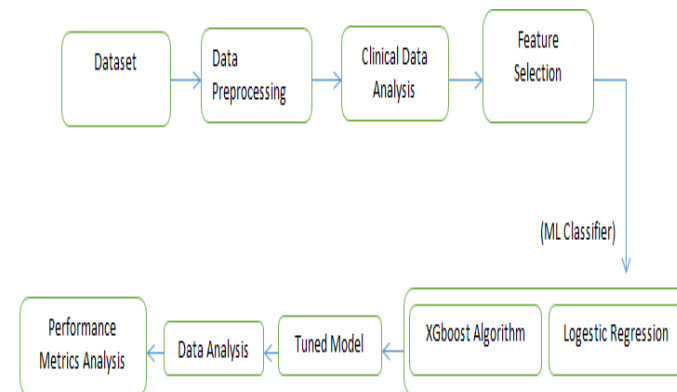 Dataset
Data
Preprocessing
Clinical Data
Analysis
Feature
Selection
(ML Classifier)
XGboost Algorithm
Logestic Regression
Tuned Model
Data Analysis
Performance
Metrics Analysis